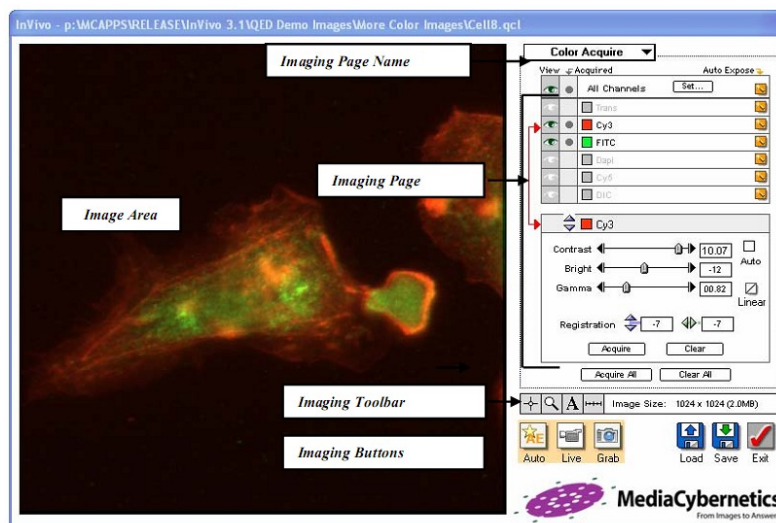 InVivo - p:\MCAPPS\RELEASE\InVivo 3.1\QED Demo Images\More Color Images\Cell8.qcl
Imaging Page Name
Color Acquire
View Acquired Auto Expose
All Channels Set...
Trans
Cy3
FITC
Dapi
Cy5
DIC
Imaging Page
Image Area
Cy3
Contrast 10.07
Auto
Bright -12
Gamma 00.82
Linear
Registration -7 -7
Acquire Clear
Acquire All Clear All
Imaging Toolbar
A Image Size: 1024 x 1024 (2.0MB)
Imaging Buttons
AE
Auto Live Grab Load Save Exit
MediaCybernetics
From Images to Answers